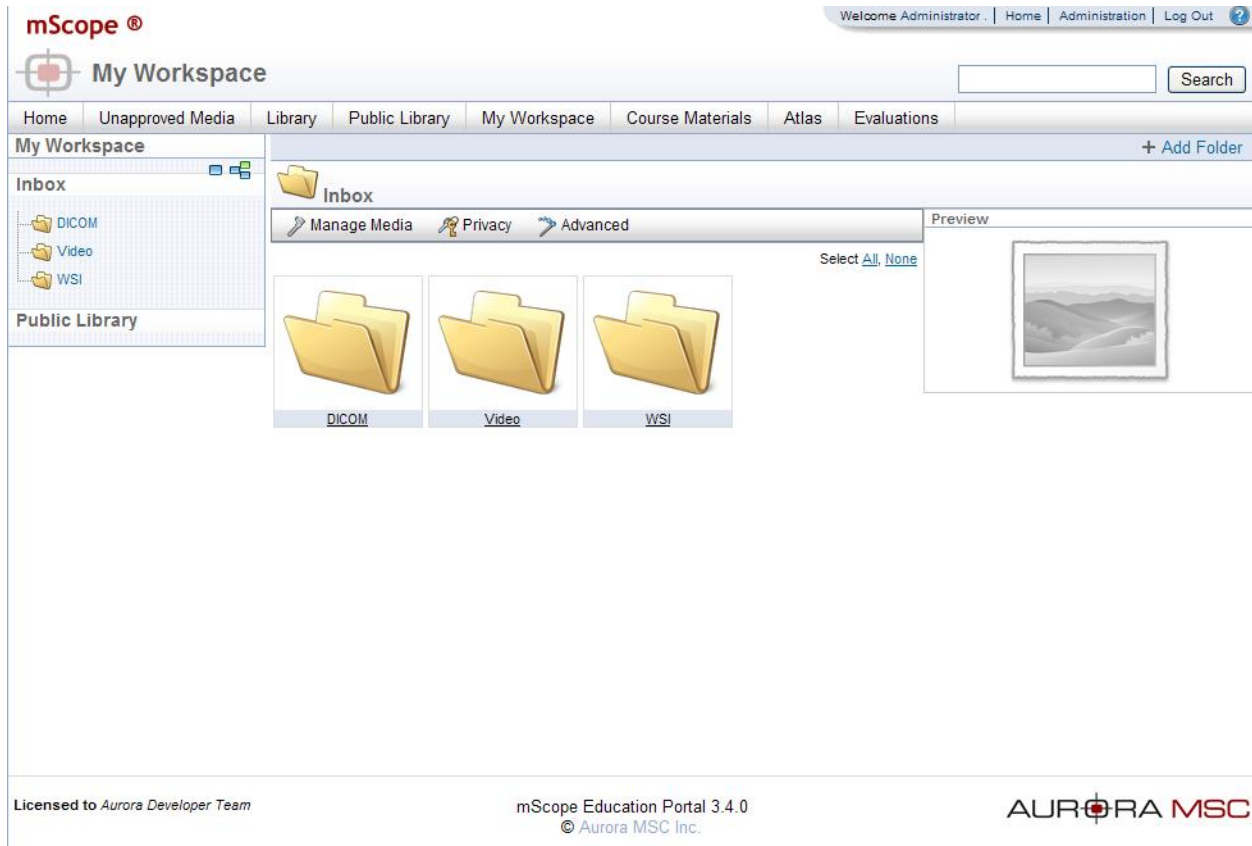 mScope ®
Welcome Administrator . | Home | Administration | Log Out ?
My Workspace
Search
Home Unapproved Media Library Public Library My Workspace Course Materials Atlas Evaluations
My Workspace
+ Add Folder
Inbox
Inbox
Manage Media Privacy Advanced
Preview
DICOM
Select All, None
Video
WSI
Public Library
DICOM Video WSI
Licensed to Aurora Developer Team
mScope Education Portal 3.4.0
© Aurora MSC Inc.
AURORA MSC